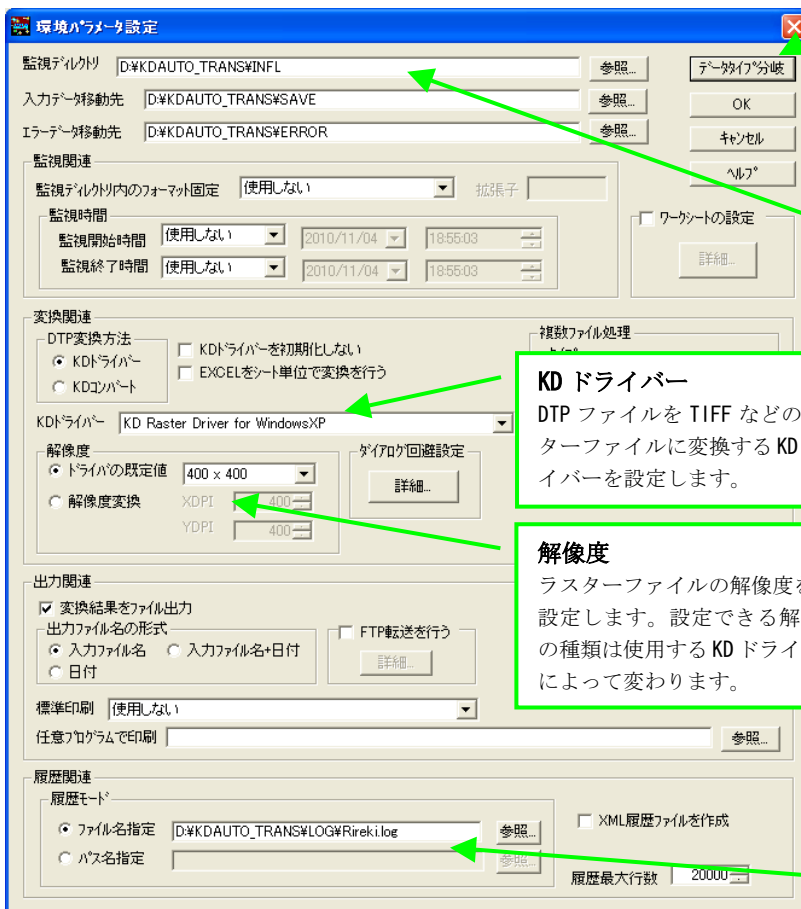 環境パラメータ設定
監視ディレクトリ D:¥KDAUTO_TRANS¥INFL 参照... データタイプ分岐
入力データ移動先 D:¥KDAUTO_TRANS¥SAVE 参照... OK
エラーデータ移動先 D:¥KDAUTO_TRANS¥ERROR 参照... キャンセル
監視関連 ヘルプ
監視ディレクトリ内のフォーマット固定 使用しない 拡張子
監視時間 ワークシートの設定
監視開始時間 使用しない 2010/11/04 18:55:03
詳細...
監視終了時間 使用しない 2010/11/04 18:55:03
変換関連
DTP変換方法 複数ファイル処理
KDドライバー KDドライバーを初期化しない
KDコンバート EXCELをシート単位で変換を行う
KDドライバー KD Raster Driver for WindowsXP
解像度 ダイアログ回避設定
ドライバの既定値 400 x 400 詳細...
解像度変換 XDPI 400
YDPI 400
KD ドライバー
DTP ファイルを TIFF などの
ターファイルに変換する KD
イバーを設定します。
解像度
ラスターファイルの解像度を
設定します。設定できる解
の種類は使用する KD ドライ
によって変わります。
出力関連
変換結果をファイル出力
出力ファイル名の形式 FTP転送を行う
入力ファイル名 入力ファイル名+日付 詳細...
日付
標準印刷 使用しない
任意プログラムで印刷 参照...
履歴関連
履歴モード
ファイル名指定 D:¥KDAUTO_TRANS¥LOG¥Rireki.log 参照... XML履歴ファイルを作成
パス名指定 参照...
履歴最大行数 20000